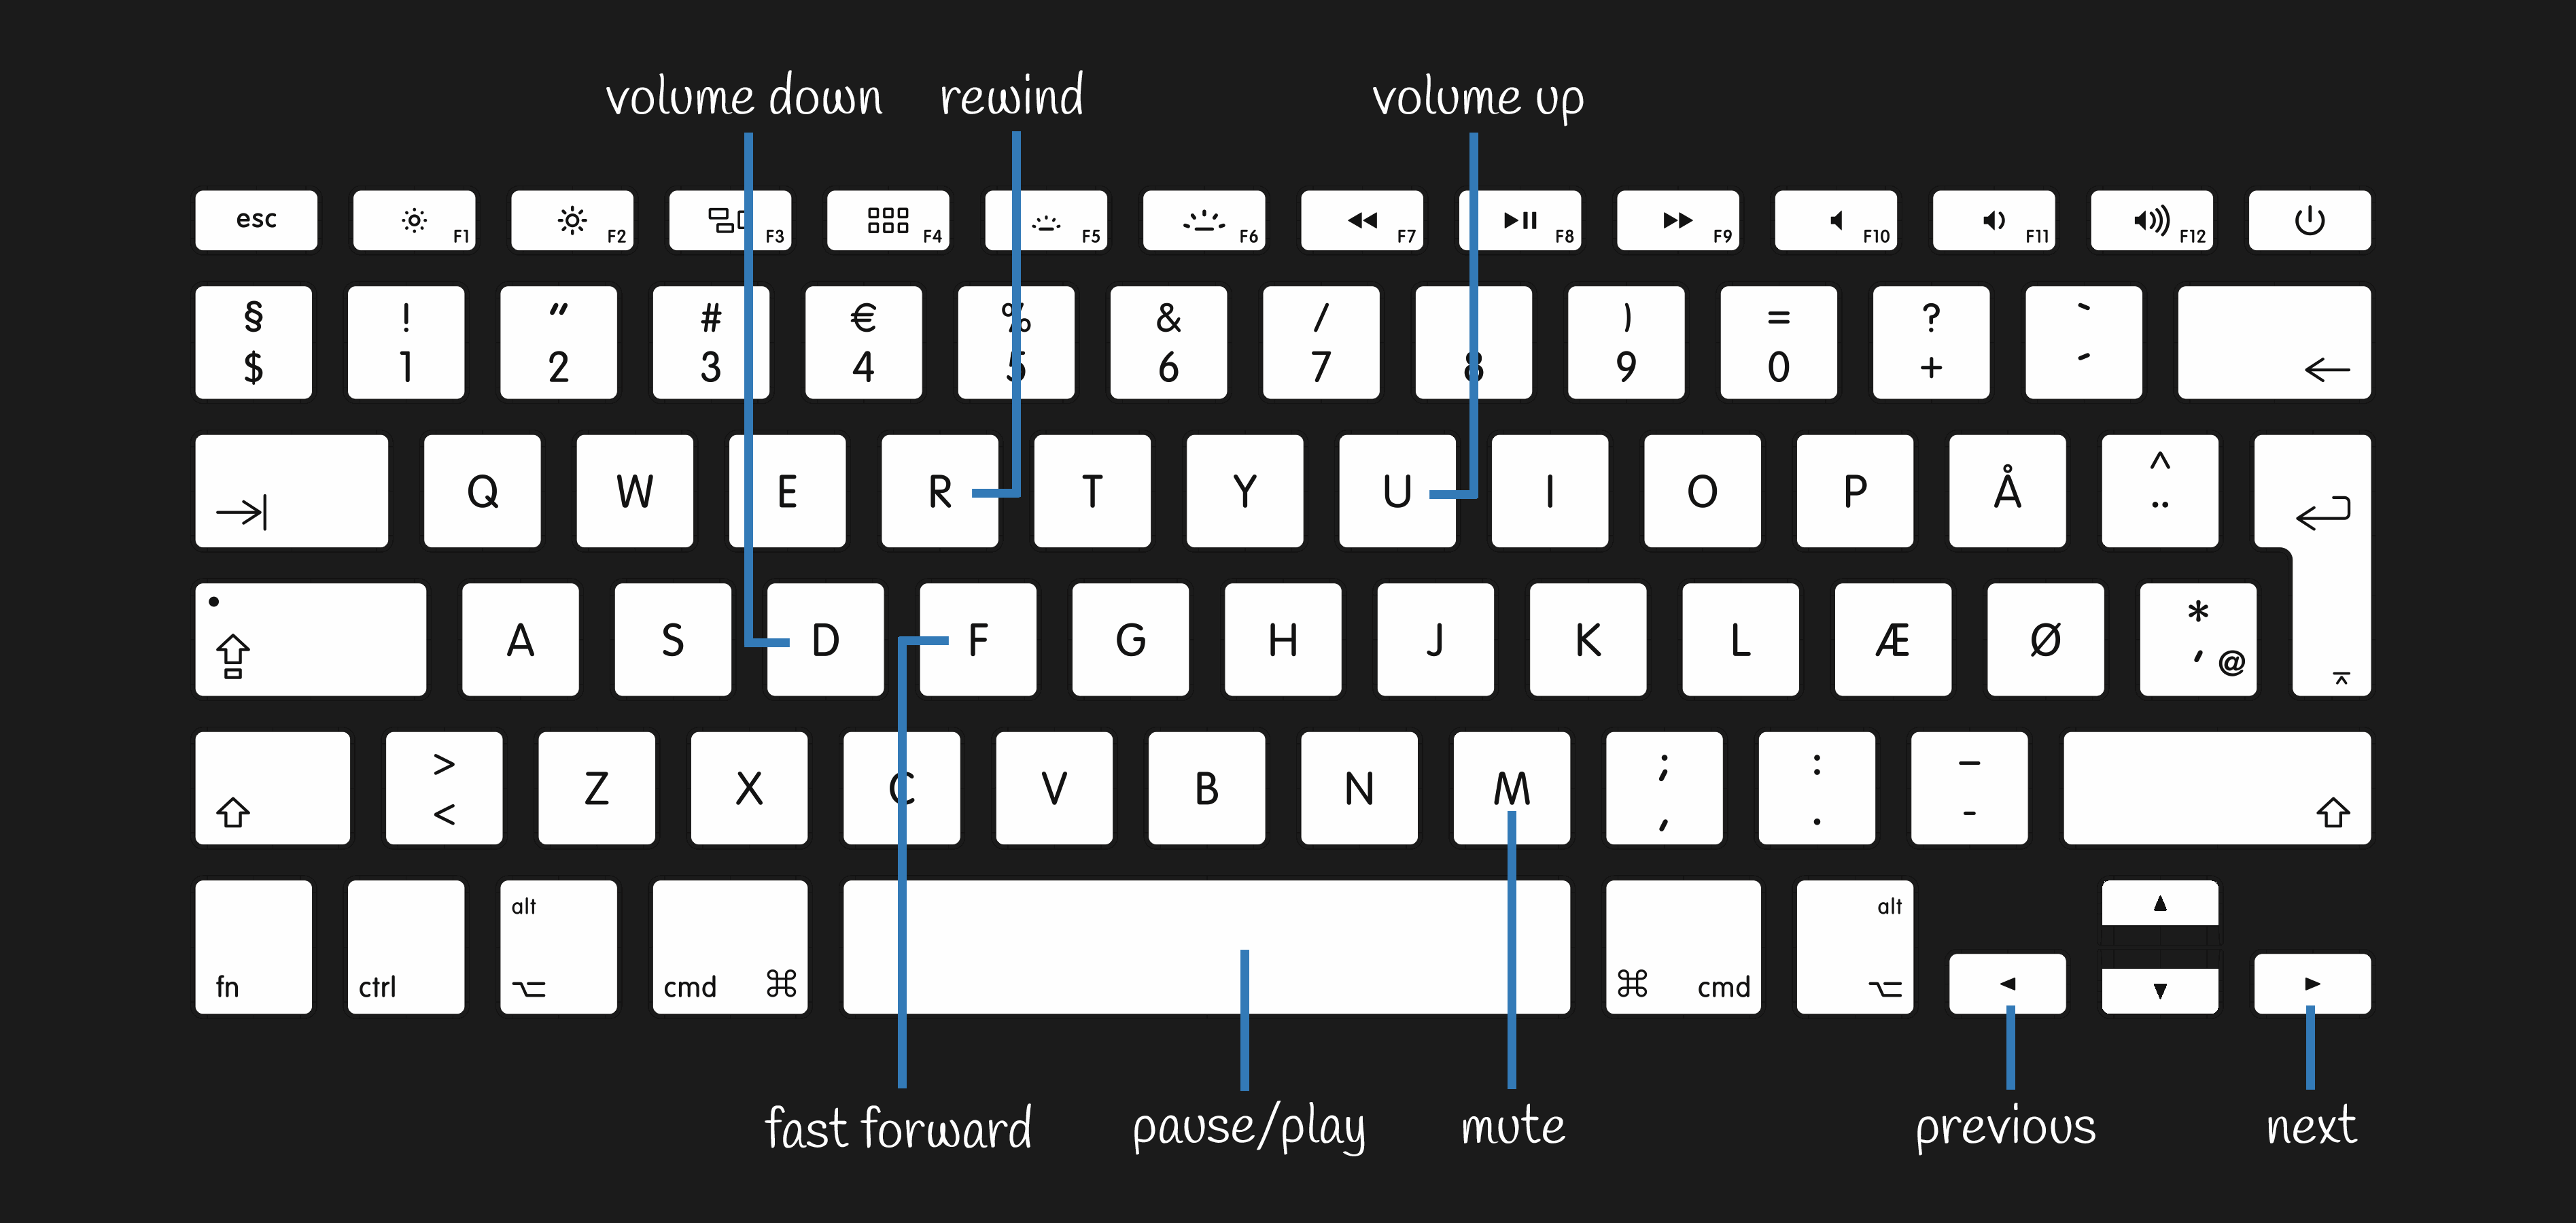 volume down rewind volume up
esc F1 F2 F3 F4 F5 F6 F7 F8 F9 F10 F11 F12
§ ! " # € % & / ) = ? `
$ 1 2 3 4 5 6 7 8 9 0 + ´
Q W E R T Y U I O P Å ^ ¨
A S D F G H J K L Æ Ø * ' @
> < Z X C V B N M ; , : . – -
alt alt
fn ctrl ⌥ cmd ⌘ ⌘ cmd ⌥
fast forward pause/play mute previous next